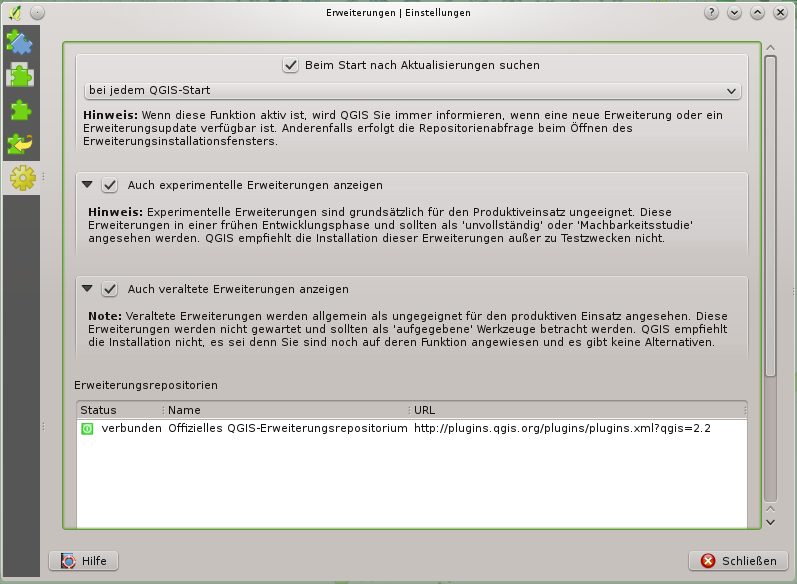 Erweiterungen | Einstellungen
Beim Start nach Aktualisierungen suchen
bei jedem QGIS-Start
Hinweis: Wenn diese Funktion aktiv ist, wird QGIS Sie immer informieren, wenn eine neue Erweiterung oder ein
Erweiterungsupdate verfügbar ist. Anderenfalls erfolgt die Repositorienabfrage beim Öffnen des
Erweiterungsinstallationsfensters.
Auch experimentelle Erweiterungen anzeigen
Hinweis: Experimentelle Erweiterungen sind grundsätzlich für den Produktiveinsatz ungeeignet. Diese
Erweiterungen in einer frühen Entwicklungsphase und sollten als 'unvollständig' oder 'Machbarkeitsstudie'
angesehen werden. QGIS empfiehlt die Installation dieser Erweiterungen außer zu Testzwecken nicht.
Auch veraltete Erweiterungen anzeigen
Note: Veraltete Erweiterungen werden allgemein als ungegeignet für den produktiven Einsatz angesehen. Diese
Erweiterungen werden nicht gewartet und sollten als 'aufgegebene' Werkzeuge betracht werden. QGIS empfiehlt
die Installation nicht, es sei denn Sie sind noch auf deren Funktion angewiesen und es gibt keine Alternativen.
Erweiterungsrepositorien
Status Name URL
verbunden Offizielles QGIS-Erweiterungsrepositorium http://plugins.qgis.org/plugins/plugins.xml?qgis=2.2
Hilfe Schließen